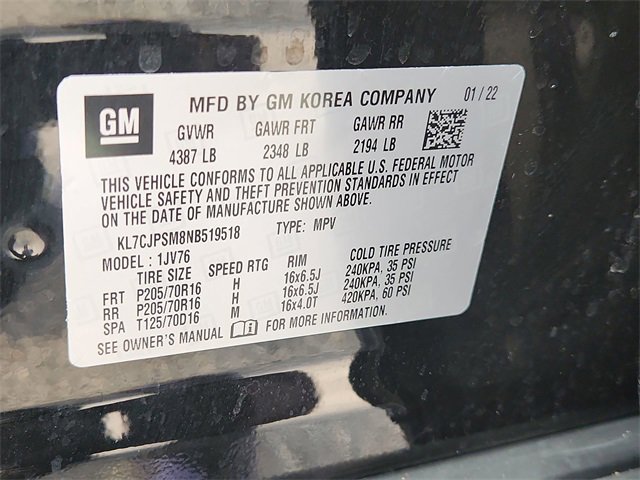 GM
MFD BY GM KOREA COMPANY 01 / 22
GVWR GAWR FRT GAWR RR
4387 LB 2348 LB 2194 LB
THIS VEHICLE CONFORMS TO ALL APPLICABLE U.S. FEDERAL MOTOR
VEHICLE SAFETY AND THEFT PREVENTION STANDARDS IN EFFECT
ON THE DATE OF MANUFACTURE SHOWN ABOVE.
KL7CJPSM8NB519518 TYPE: MPV
MODEL : 1JV76
TIRE SIZE SPEED RTG RIM COLD TIRE PRESSURE
FRT P205/70R16 H 16x6.5J 240KPA, 35 PSI
RR P205/70R16 H 16x6.5J 240KPA, 35 PSI
SPA T125/70D16 M 16x4.0T 420KPA, 60 PSI
SEE OWNER'S MANUAL FOR MORE INFORMATION.